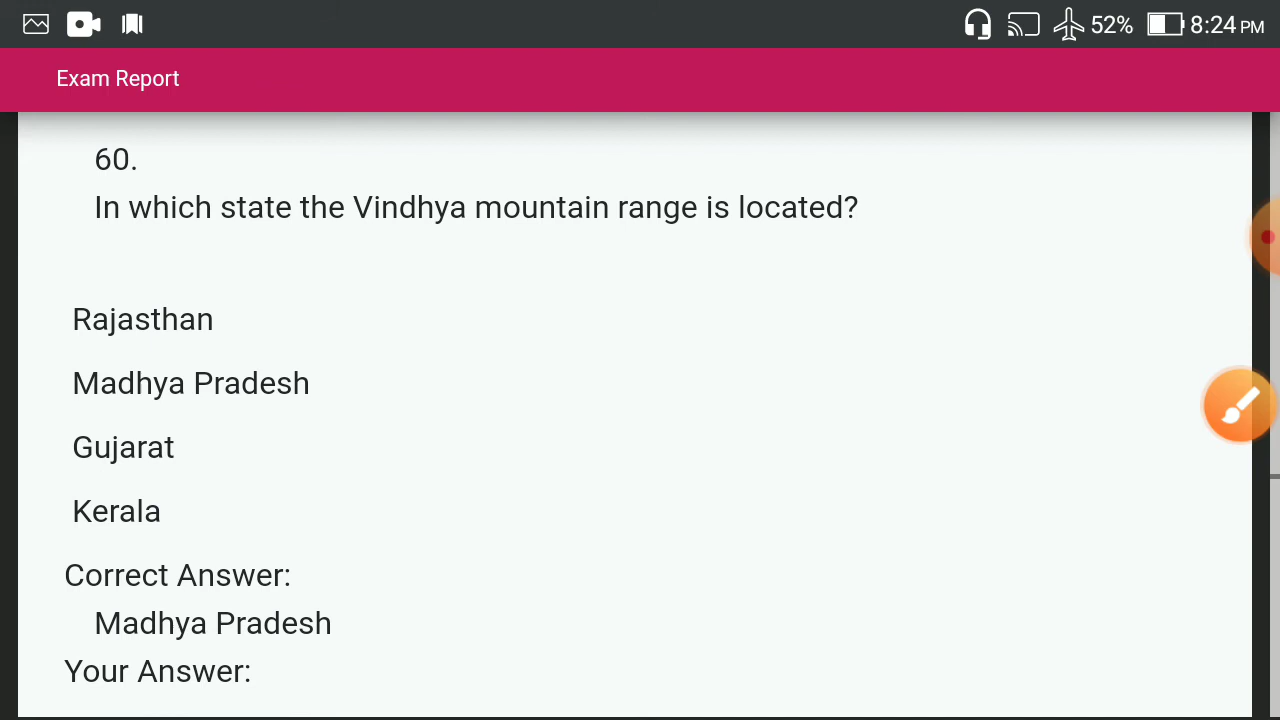 52% 8:24 PM
Exam Report
60.
In which state the Vindhya mountain range is located?
Rajasthan
Madhya Pradesh
Gujarat
Kerala
Correct Answer:
Madhya Pradesh
Your Answer: